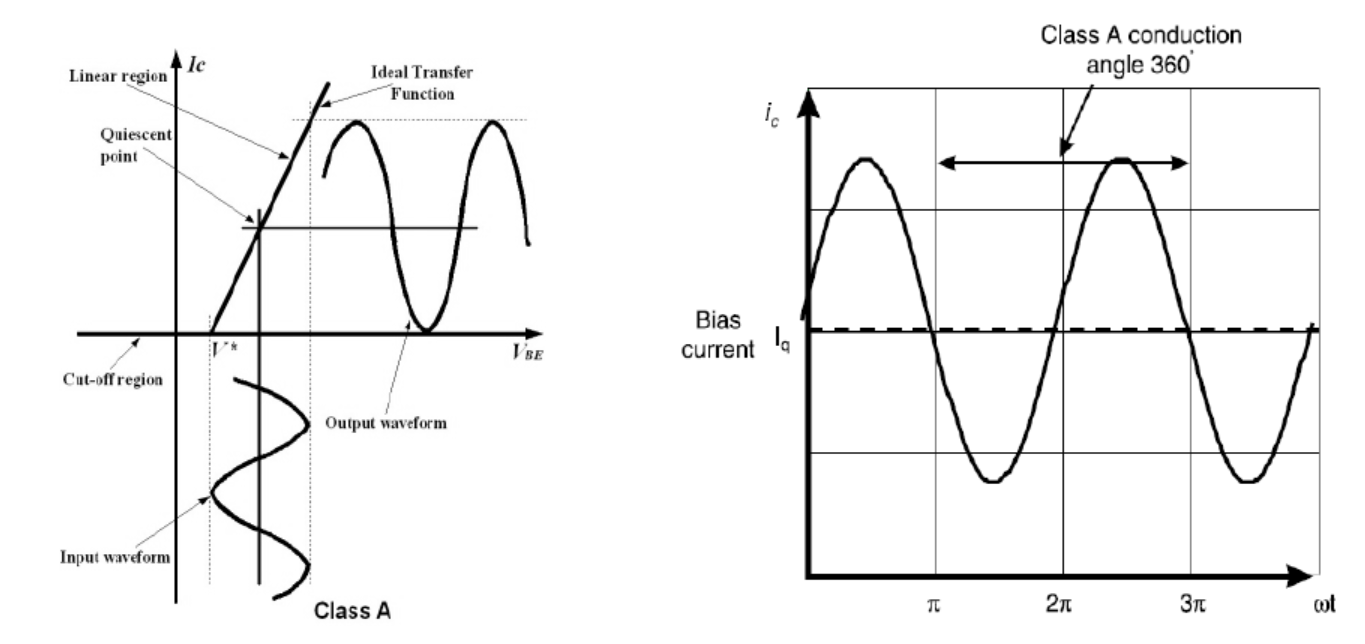 Ic
Linear region
Ideal Transfer
Function
Quiescent
point
V*
VBE
Cut-off region
Output waveform
Input waveform
Class A
Class A conduction
angle 360°
ic
Bias
current
Iq
π
2π
3π
ωt